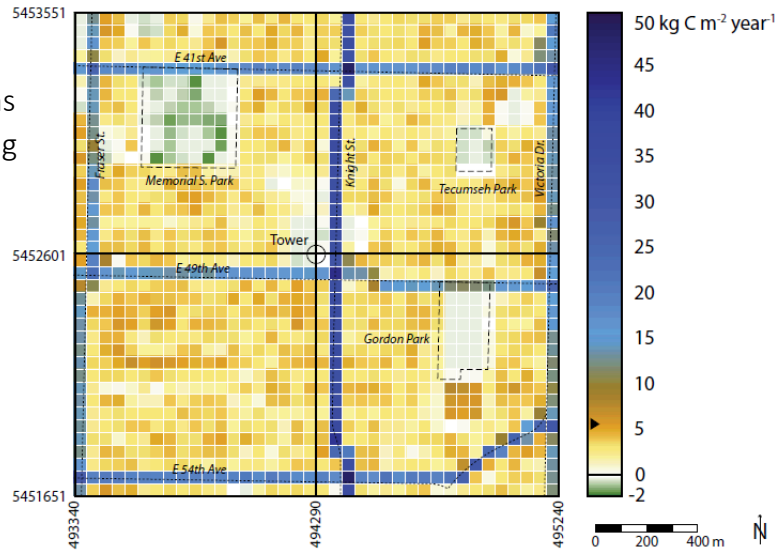 5453551
50 kg C m-2 year-1
E 41st Ave
45
ns
g
40
Fraser St.
Knight St.
Victoria Dr.
35
Memorial S. Park
Tecumseh Park
30
Tower
25
5452601
E 49th Ave
20
15
Gordon Park
10
5
E 54th Ave
0
5451651
-2
493340
494290
495240
0 200 400 m
N